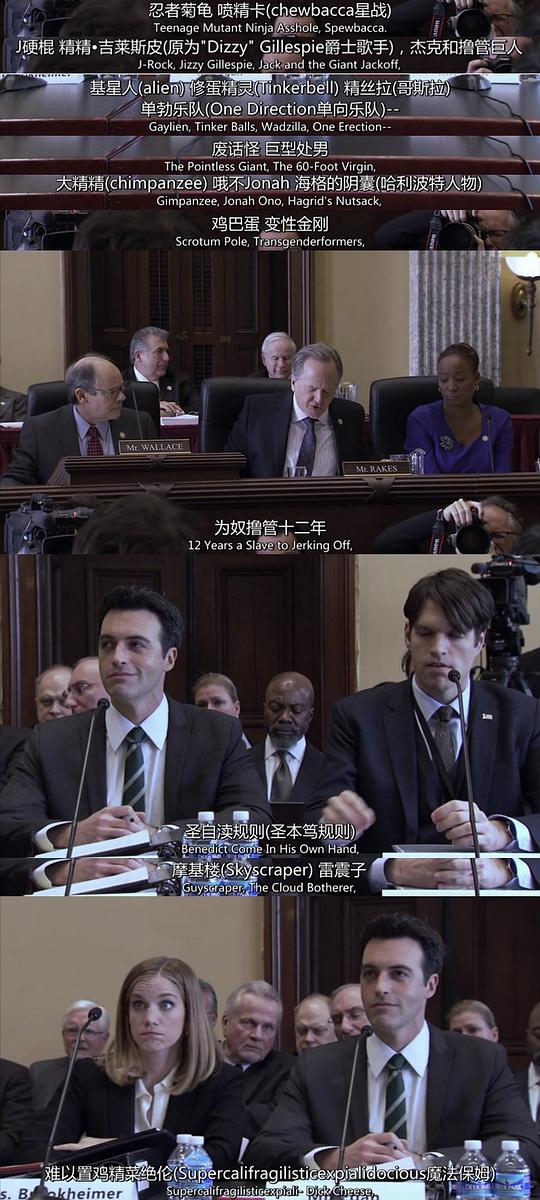 忍者菊龟 喷精卡(chewbacca星战)
Teenage Mutant Ninja Asshole, Spewbacca.
J硬棍 精精•吉莱斯皮(原为"Dizzy" Gillespie爵士歌手)，杰克和撸管巨人
J-Rock, Jizzy Gillespie, Jack and the Giant Jackoff,
基星人(alien) 修蛋精灵(Tinkerbell) 精丝拉(哥斯拉)
单勃乐队(One Direction单向乐队)--
Gaylien, Tinker Balls, Wadzilla, One Erection--
废话怪 巨型处男
The Pointless Giant, The 60-Foot Virgin,
大精精(chimpanzee) 哦不Jonah 海格的阴囊(哈利波特人物)
Gimpanzee, Jonah Ono, Hagrid's Nutsack,
鸡巴蛋 变性金刚
Scrotum Pole, Transgenderformers,
Mr. WALLACE
Mr. RAKES
为奴撸管十二年
12 Years a Slave to Jerking Off,
圣自渎规则(圣本笃规则)
Benedict Come In His Own Hand,
摩基楼(Skyscraper) 雷震子
Guyscraper, The Cloud Botherer,
难以置鸡精菜绝伦(Supercalifragilisticexpialidocious魔法保姆)
Supercalifragilisticexpiali- Dick Cheese,